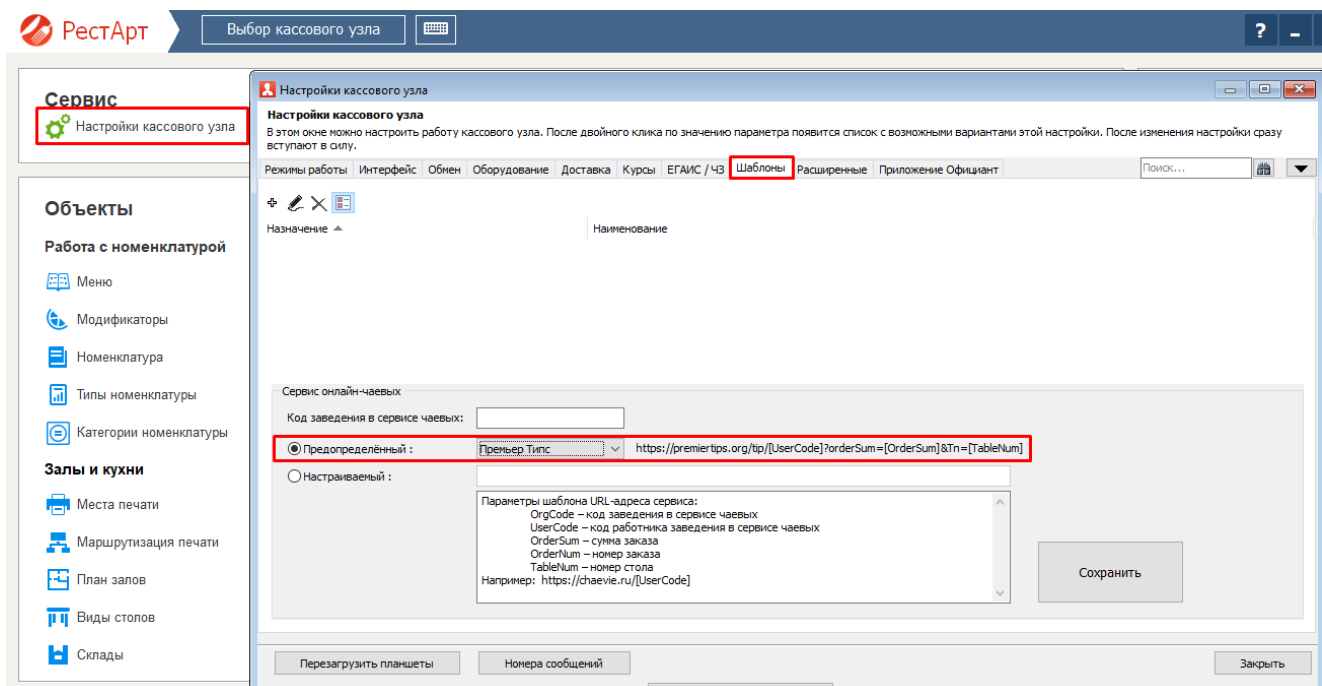 РестАрт
Выбор кассового узла
?
Сервис
Настройки кассового узла
Объекты
Работа с номенклатурой
Меню
Модификаторы
Номенклатура
Типы номенклатуры
Категории номенклатуры
Залы и кухни
Места печати
Маршрутизация печати
План залов
Виды столов
Склады
Настройки кассового узла
Настройки кассового узла
В этом окне можно настроить работу кассового узла. После двойного клика по значению параметра появится список с возможными вариантами этой настройки. После изменения настройки сразу
вступают в силу.
Режимы работы Интерфейс Обмен Оборудование Доставка Курсы ЕГАИС / ЧЗ Шаблоны Расширенные Приложение Официант Поиск...
Назначение Наименование
Сервис онлайн-чаевых
Код заведения в сервисе чаевых:
Предопределённый : Премьер Типс https://premiertips.org/tip/[UserCode]?orderSum=[OrderSum]&Tn=[TableNum]
Настраиваемый :
Параметры шаблона URL-адреса сервиса:
OrgCode – код заведения в сервисе чаевых
UserCode – код работника заведения в сервисе чаевых
OrderSum – сумма заказа
OrderNum – номер заказа
TableNum – номер стола
Например: https://chaevie.ru/[UserCode]
Сохранить
Перезагрузить планшеты Номера сообщений Закрыть